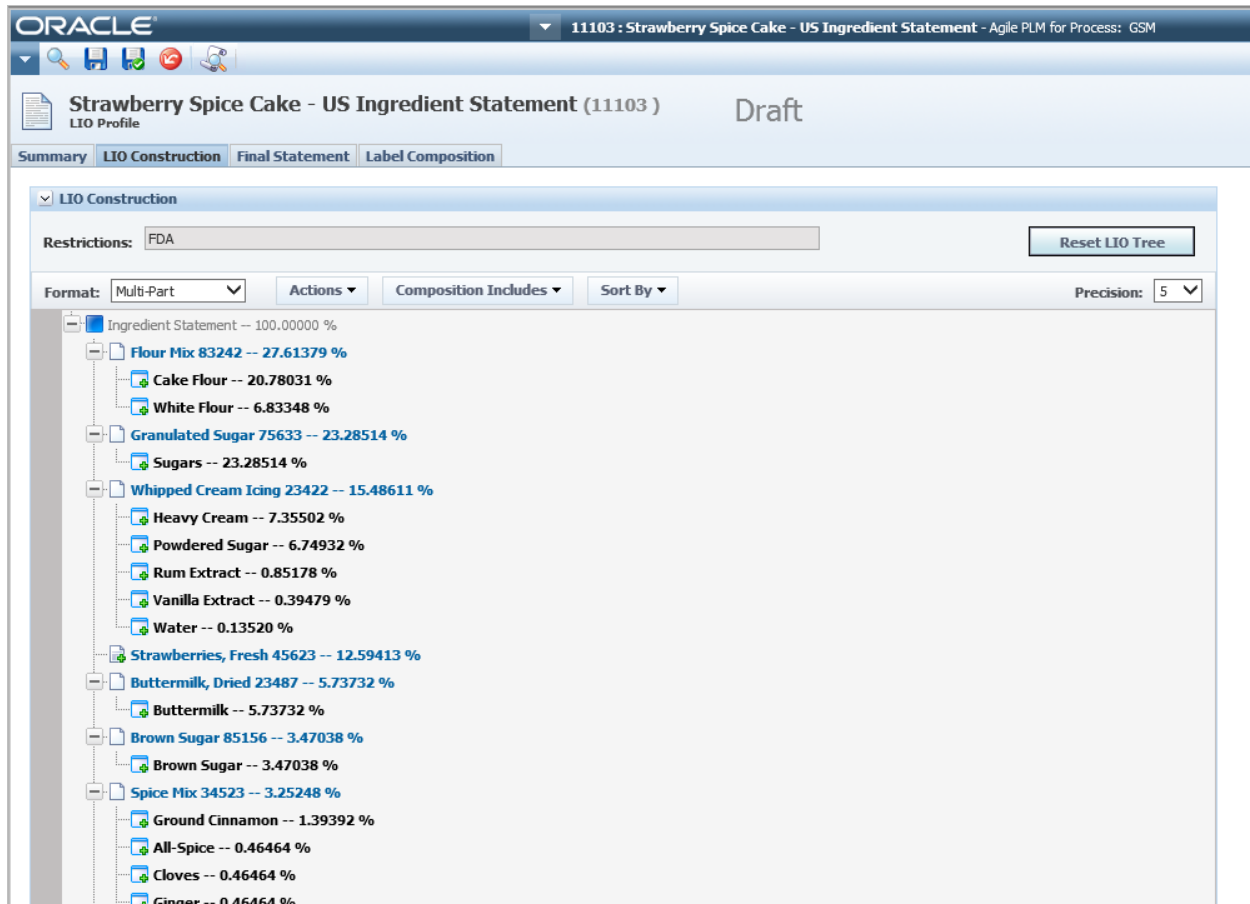 ORACLE
11103 : Strawberry Spice Cake - US Ingredient Statement - Agile PLM for Process: GSM
Strawberry Spice Cake - US Ingredient Statement (11103 )
Draft
LIO Profile
Summary LIO Construction Final Statement Label Composition
LIO Construction
Restrictions: FDA Reset LIO Tree
Format: Multi-Part Actions Composition Includes Sort By Precision: 5
Ingredient Statement -- 100.00000 %
Flour Mix 83242 -- 27.61379 %
Cake Flour -- 20.78031 %
White Flour -- 6.83348 %
Granulated Sugar 75633 -- 23.28514 %
Sugars -- 23.28514 %
Whipped Cream Icing 23422 -- 15.48611 %
Heavy Cream -- 7.35502 %
Powdered Sugar -- 6.74932 %
Rum Extract -- 0.85178 %
Vanilla Extract -- 0.39479 %
Water -- 0.13520 %
Strawberries, Fresh 45623 -- 12.59413 %
Buttermilk, Dried 23487 -- 5.73732 %
Buttermilk -- 5.73732 %
Brown Sugar 85156 -- 3.47038 %
Brown Sugar -- 3.47038 %
Spice Mix 34523 -- 3.25248 %
Ground Cinnamon -- 1.39392 %
All-Spice -- 0.46464 %
Cloves -- 0.46464 %
Ginger -- 0.46464 %